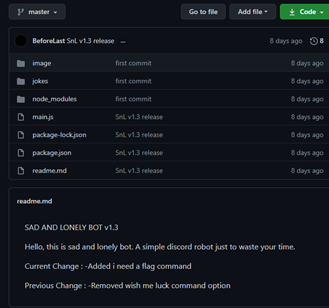 master
Go to file
Add file
Code
BeforeLast SnL v1.3 release ... 8 days ago 8
image first commit 8 days ago
jokes first commit 8 days ago
node_modules first commit 8 days ago
main.js SnL v1.3 release 8 days ago
package-lock.json SnL v1.3 release 8 days ago
package.json SnL v1.3 release 8 days ago
readme.md SnL v1.3 release 8 days ago
readme.md
SAD AND LONELY BOT v1.3
Hello, this is sad and lonely bot. A simple discord robot just to waste your time.
Current Change : -Added i need a flag command
Previous Change : -Removed wish me luck command option